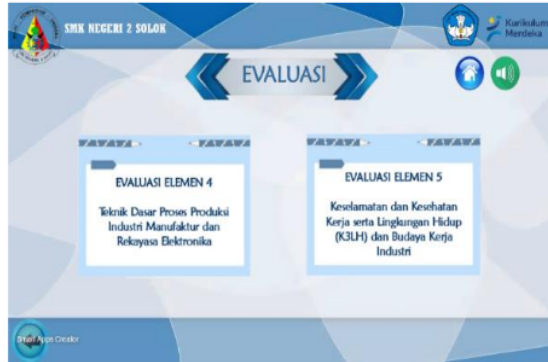 SMK NEGERI 2 SOLOK
Kurikulum
Merdeka
EVALUASI
EVALUASI ELEMEN 4
Teknik Dasar Proses Produksi
Industri Manufaktur dan
Rekayasa Elektronika
EVALUASI ELEMEN 5
Keselamatan dan Kesehatan
Kerja serta Lingkungan Hidup
(K3LH) dan Budaya Kerja
Industri
Smart Apps Creator